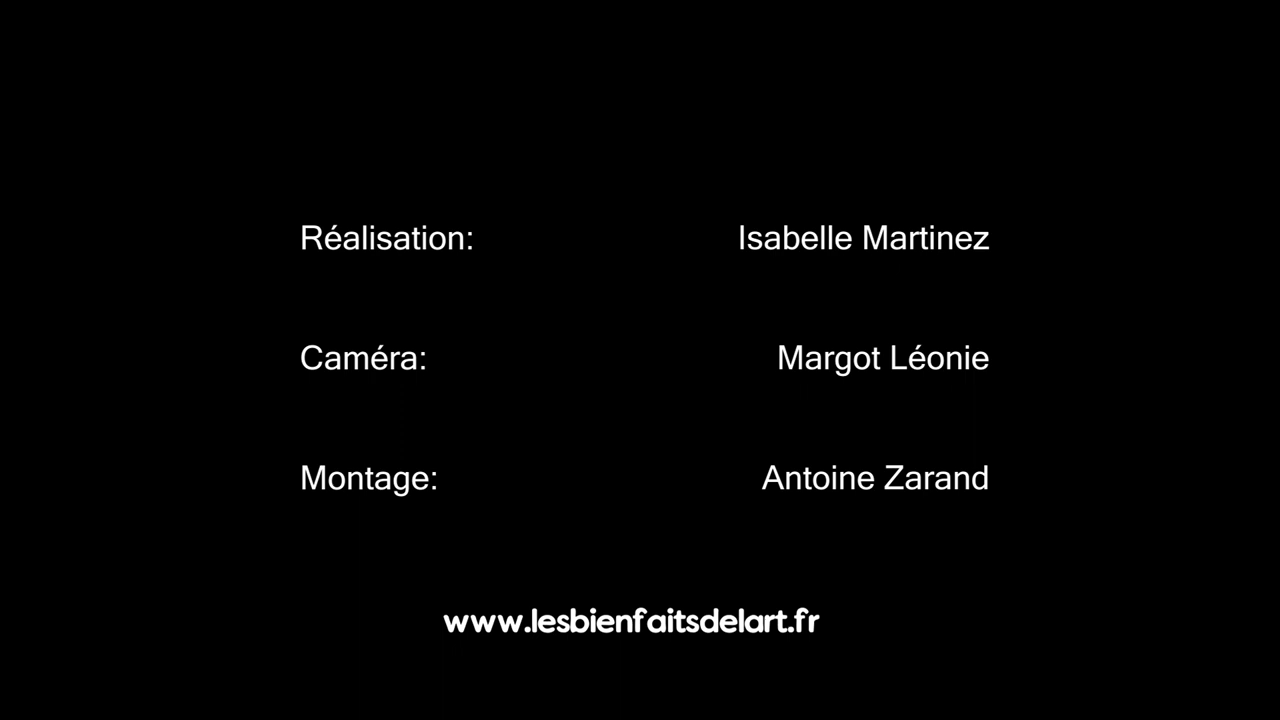 Réalisation: Isabelle Martinez
Caméra: Margot Léonie
Montage: Antoine Zarand
www.lesbienfaitsdelart.fr